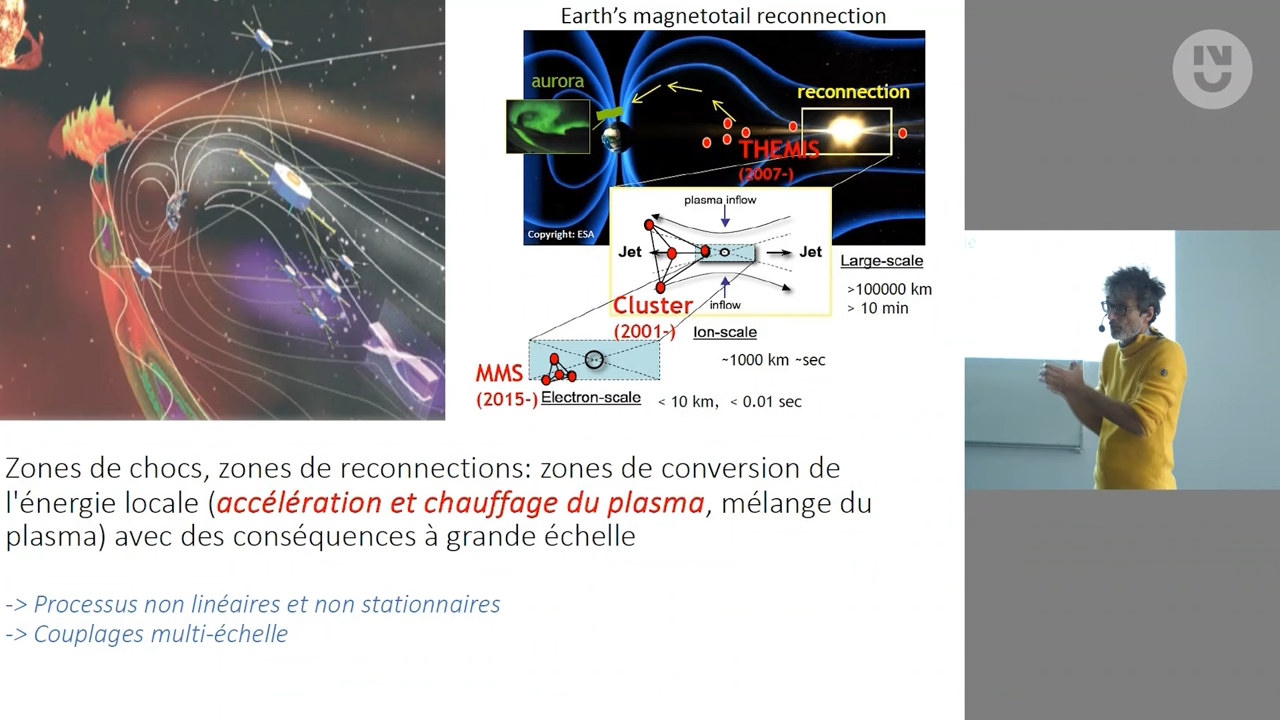 Earth's magnetotail reconnection
aurora
reconnection
THEMIS
(2007-)
plasma inflow
Copyright: ESA
Jet
Jet
Large-scale
>100000 km
> 10 min
Cluster
inflow
(2001-)
Ion-scale
~1000 km ~sec
MMS
(2015-)
Electron-scale
< 10 km, < 0.01 sec
Zones de chocs, zones de reconnections: zones de conversion de
l'énergie locale (accélération et chauffage du plasma, mélange du
plasma) avec des conséquences à grande échelle
-> Processus non linéaires et non stationnaires
-> Couplages multi-échelle